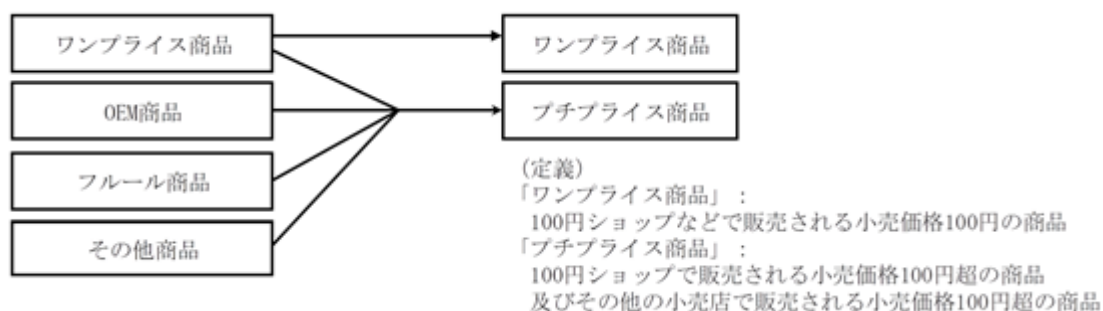 ワンプライス商品
ワンプライス商品
OEM商品
プチプライス商品
フルール商品
その他商品
（定義）
「ワンプライス商品」：
100円ショップなどで販売される小売価格100円の商品
「プチプライス商品」：
100円ショップで販売される小売価格100円超の商品
及びその他の小売店で販売される小売価格100円超の商品